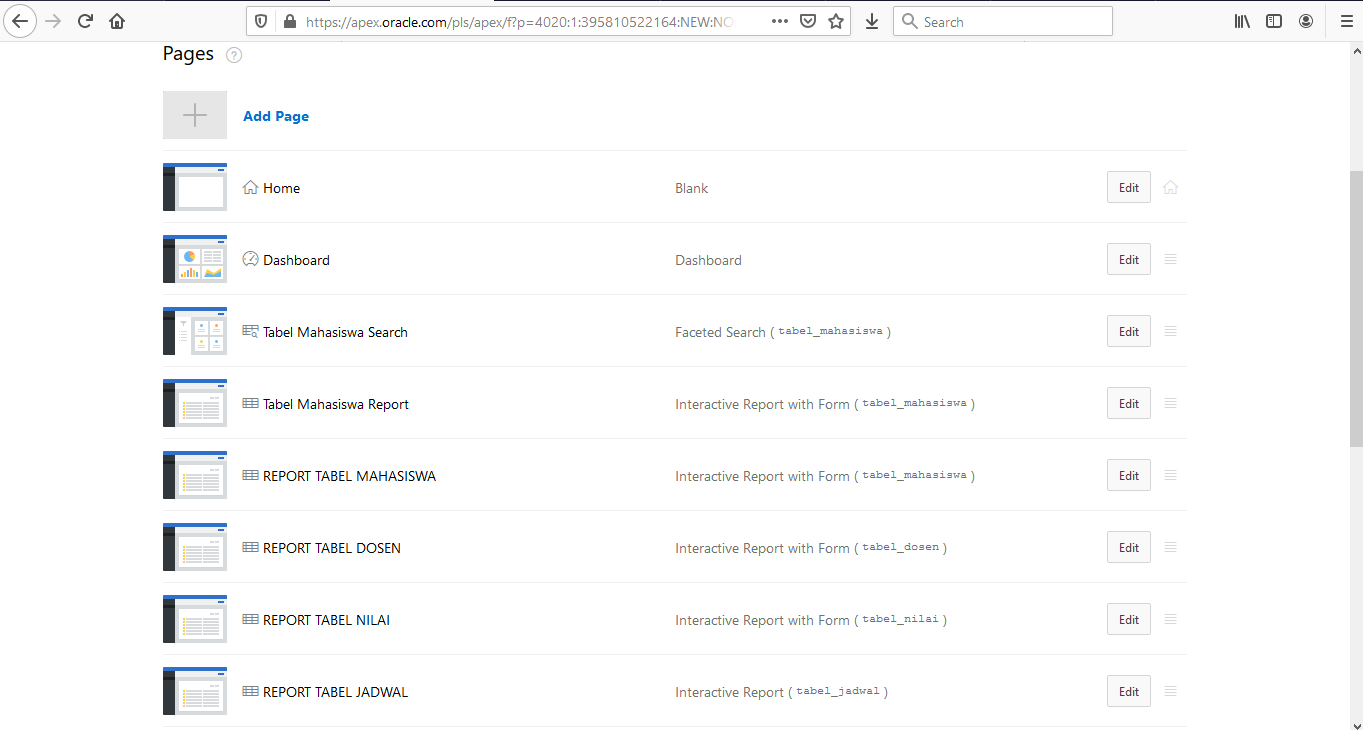 https://apex.oracle.com/pls/apex/f?p=4020:1:395810522164:NEW:NO
Search
Pages ?
Add Page
Home Blank Edit
Dashboard Dashboard Edit
Tabel Mahasiswa Search Faceted Search ( tabel_mahasiswa ) Edit
Tabel Mahasiswa Report Interactive Report with Form ( tabel_mahasiswa ) Edit
REPORT TABEL MAHASISWA Interactive Report with Form ( tabel_mahasiswa ) Edit
REPORT TABEL DOSEN Interactive Report with Form ( tabel_dosen ) Edit
REPORT TABEL NILAI Interactive Report with Form ( tabel_nilai ) Edit
REPORT TABEL JADWAL Interactive Report ( tabel_jadwal ) Edit